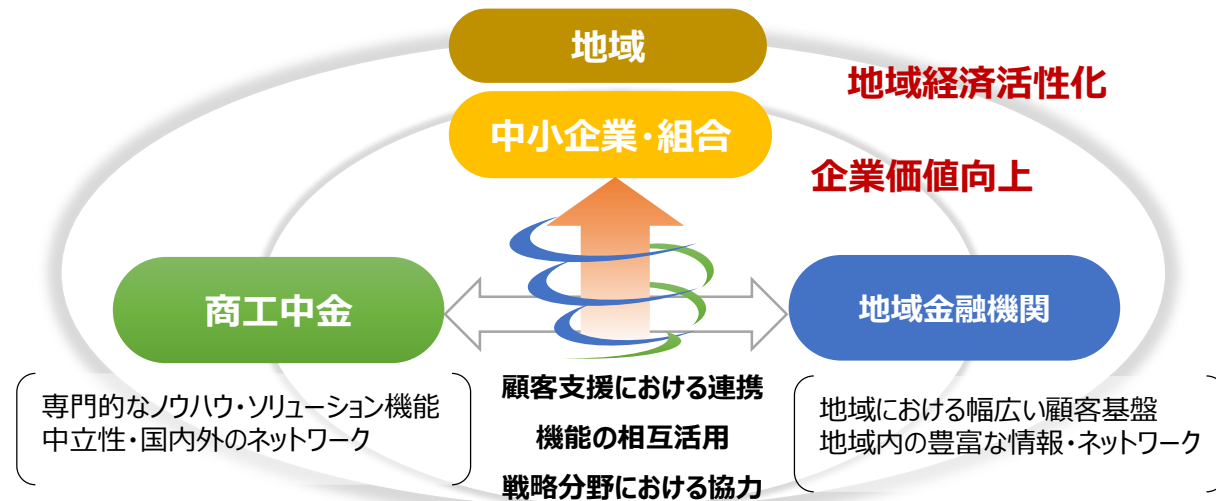 地域
地域経済活性化
中小企業・組合
企業価値向上
商工中金
地域金融機関
専門的なノウハウ・ソリューション機能
中立性・国内外のネットワーク
顧客支援における連携
機能の相互活用
戦略分野における協力
地域における幅広い顧客基盤
地域内の豊富な情報・ネットワーク